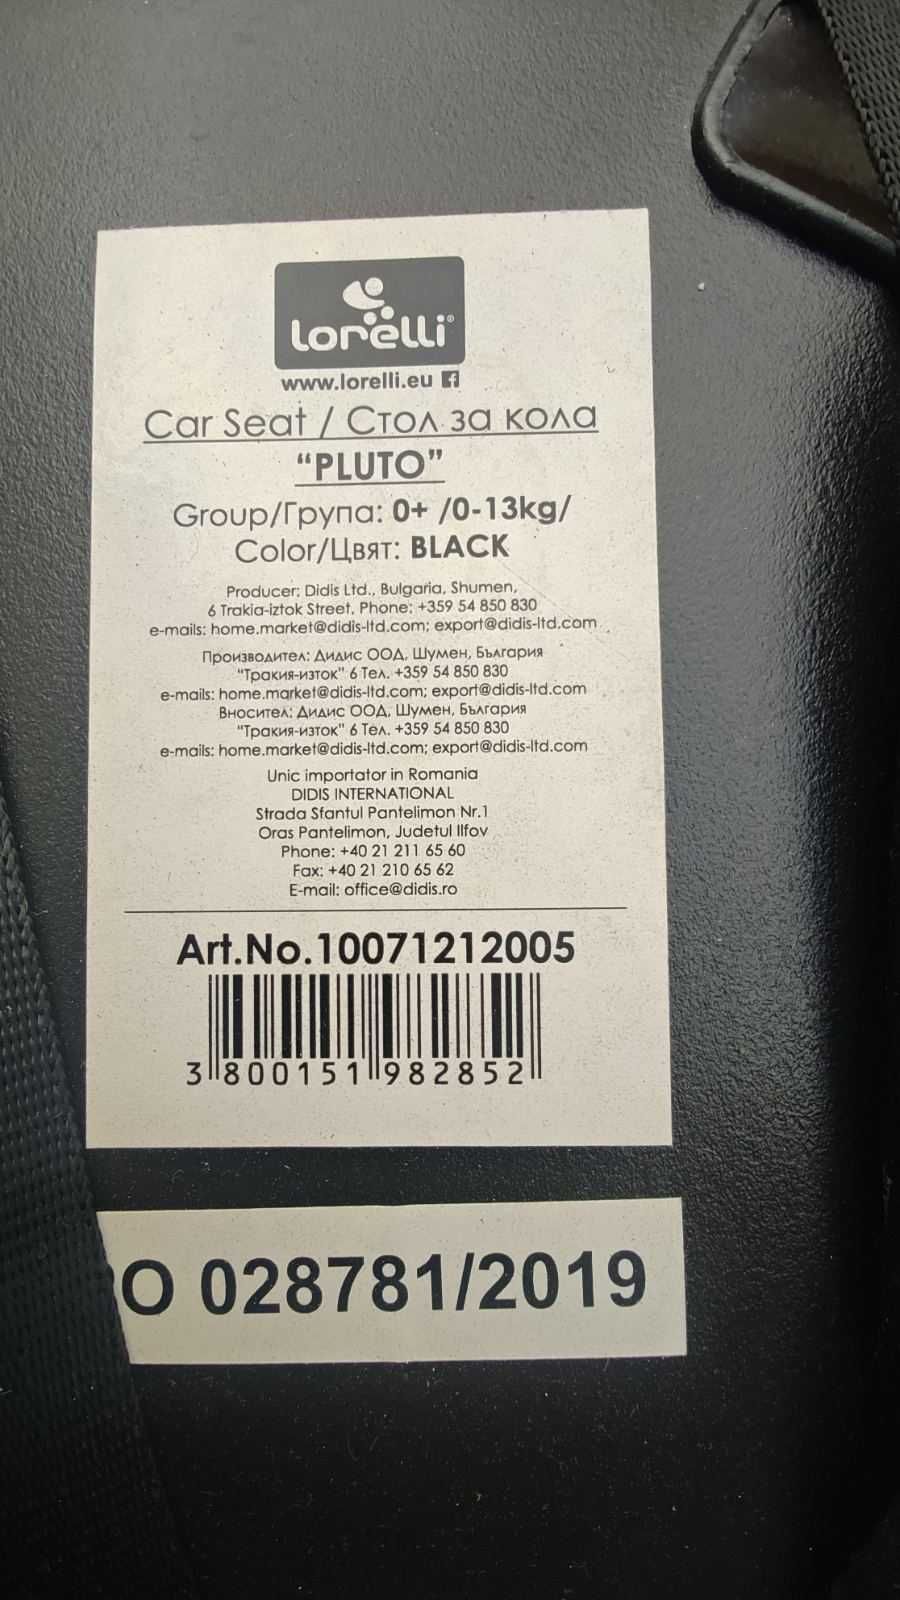 lorelli®
www.lorelli.eu
Car Seat / Стол за кола
“PLUTO”
Group/Група: 0+ /0-13kg/
Color/Цвят: BLACK
Producer: Didis Ltd., Bulgaria, Shumen,
6 Trakia-iztok Street, Phone: +359 54 850 830
e-mails: home.market@didis-ltd.com; export@didis-ltd.com
Производител: Дидис ООД, Шумен, България
“Тракия-изток” 6 Тел. +359 54 850 830
e-mails: home.market@didis-ltd.com; export@didis-ltd.com
Вносител: Дидис ООД, Шумен, България
“Тракия-изток” 6 Тел. +359 54 850 830
e-mails: home.market@didis-ltd.com; export@didis-ltd.com
Unic importator in Romania
DIDIS INTERNATIONAL
Strada Sfantul Pantelimon Nr.1
Oras Pantelimon, Judetul Ilfov
Phone: +40 21 211 65 60
Fax: +40 21 210 65 62
E-mail: office@didis.ro
Art.No.10071212005
3 800151 982852
028781/2019